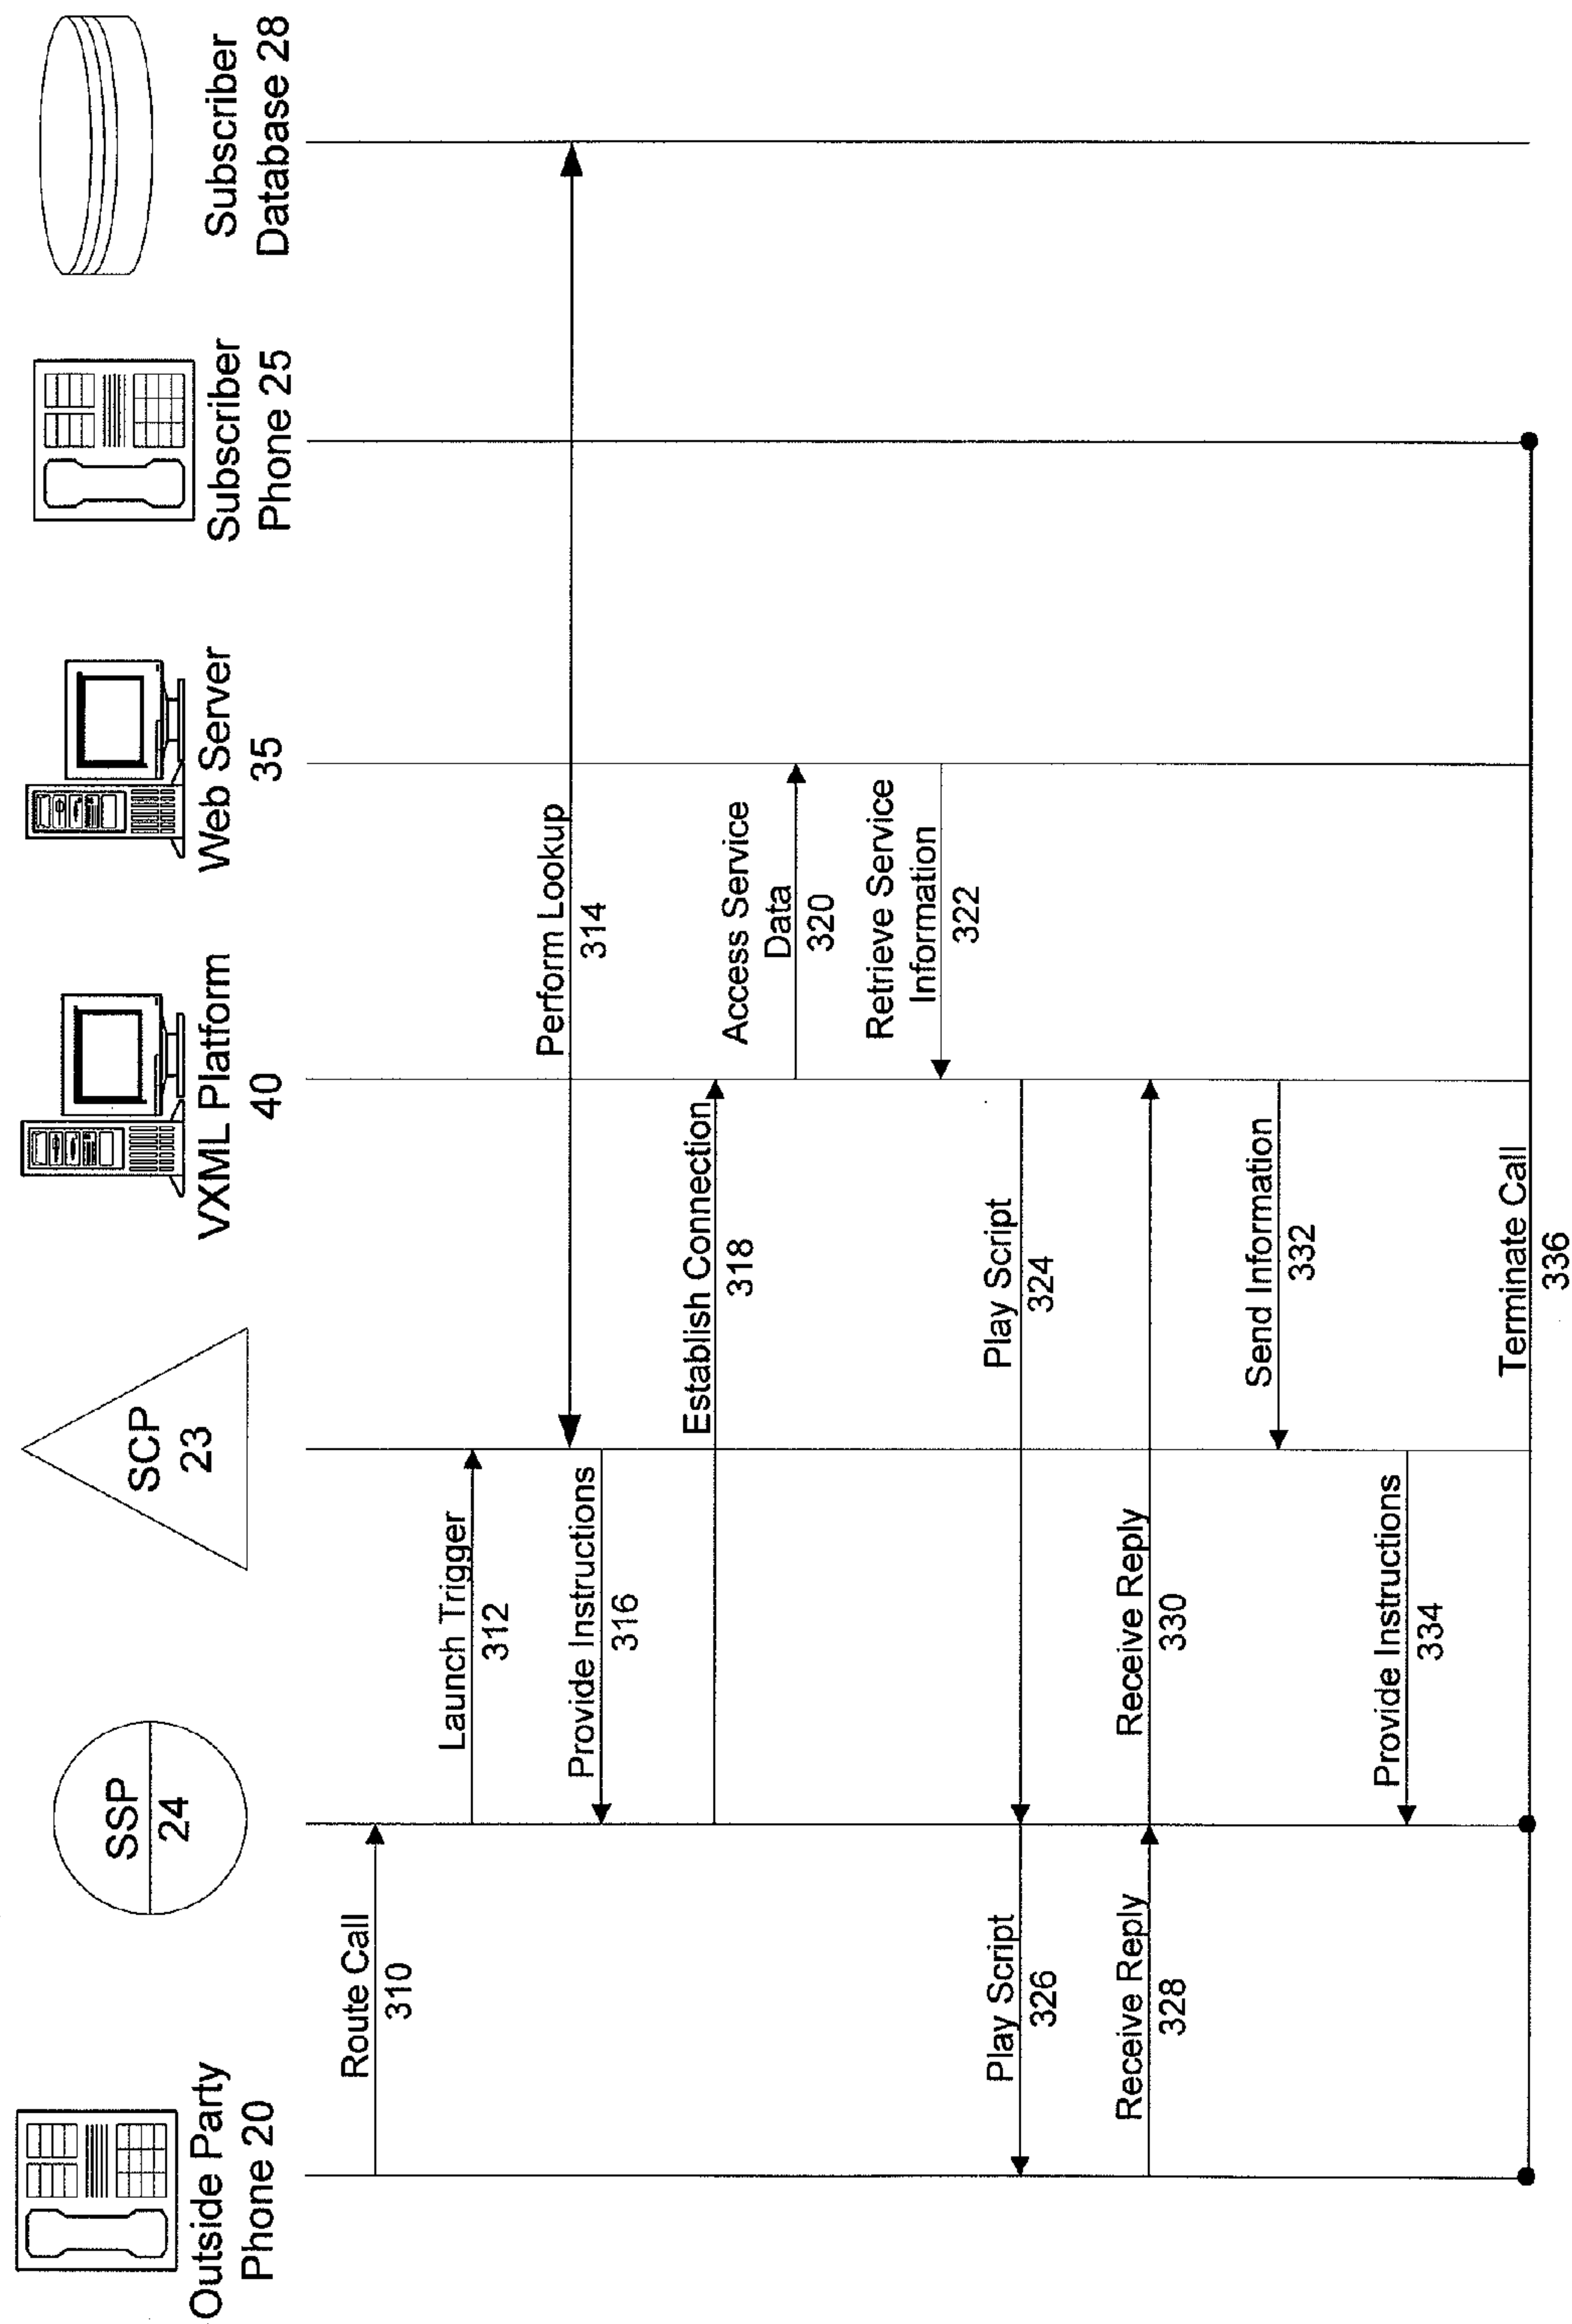 Outside Party
Phone 20
SSP
24
SCP
23
VXML Platform
40
Web Server
35
Subscriber
Phone 25
Subscriber
Database 28
Route Call
310
Launch Trigger
312
Perform Lookup
314
Provide Instructions
316
Establish Connection
318
Access Service
Data
320
Retrieve Service
Information
322
Play Script
324
Play Script
326
Receive Reply
328
Receive Reply
330
Send Information
332
Provide Instructions
334
Terminate Call
336